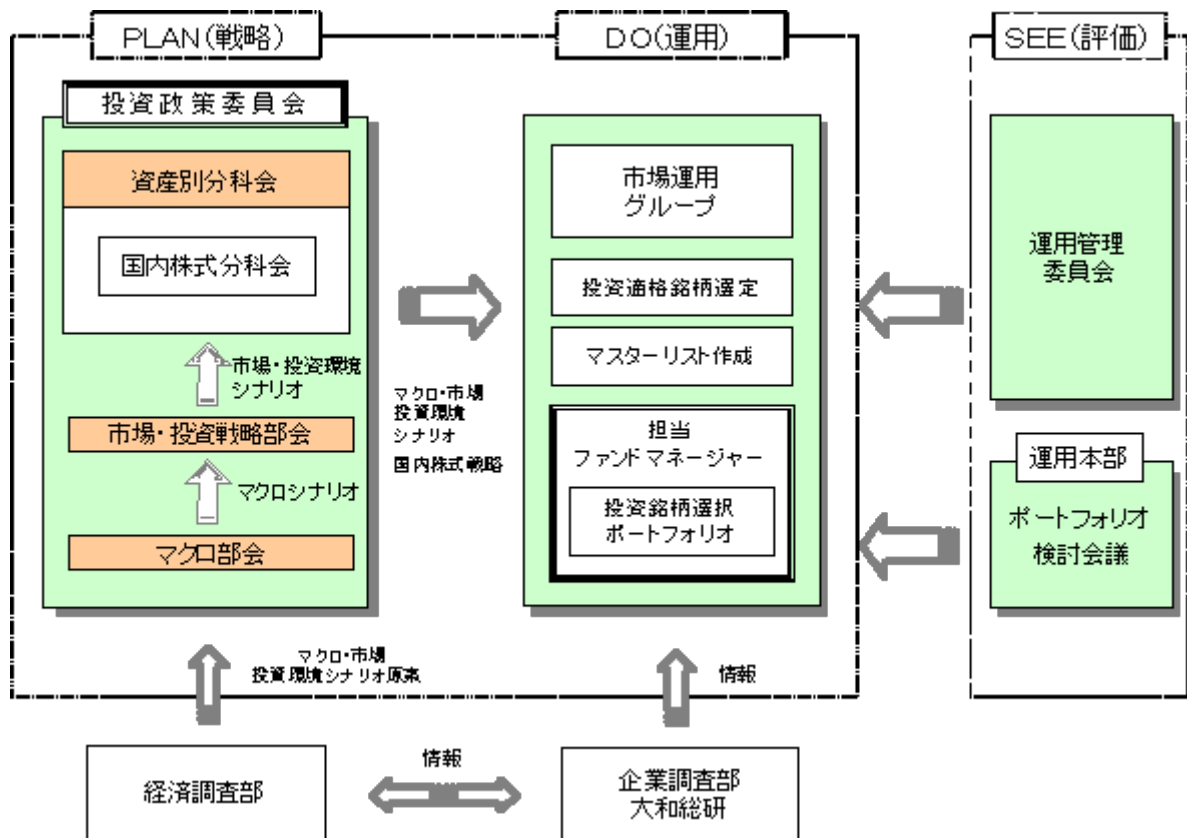 PLAN(戦略)
投資政策委員会
資産別分科会
国内株式分科会
市場・投資環境
シナリオ
市場・投資戦略部会
マクロシナリオ
マクロ部会
マクロ・市場
投資環境
シナリオ
国内株式戦略
DO(運用)
市場運用
グループ
投資適格銘柄選定
マスターリスト作成
担当
ファンドマネージャー
投資銘柄選択
ポートフォリオ
SEE(評価)
運用管理
委員会
運用本部
ポートフォリオ
検討会議
マクロ・市場
投資環境シナリオ原案
情報
経済調査部
情報
企業調査部
大和総研